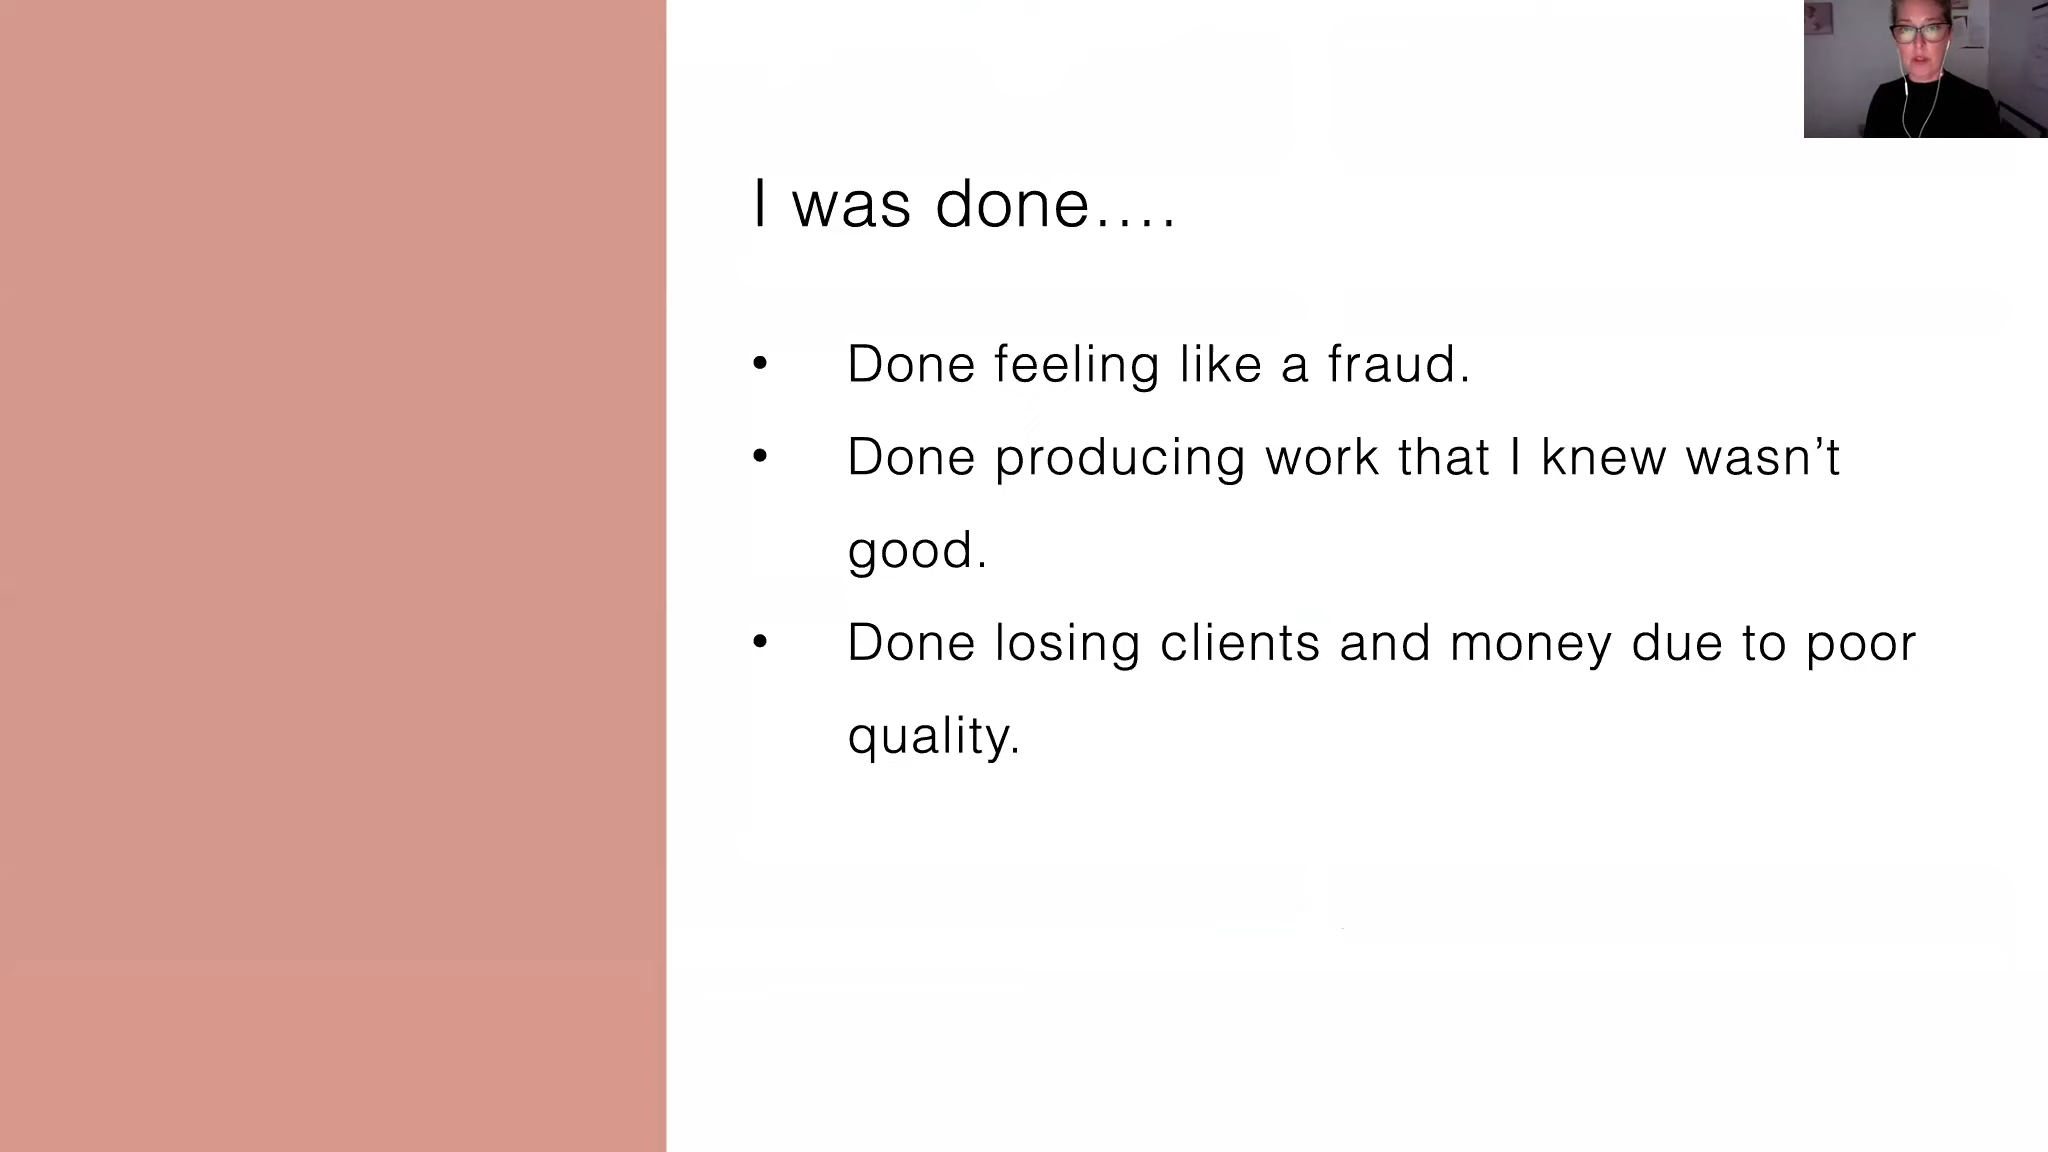 I was done....
• Done feeling like a fraud.
• Done producing work that I knew wasn’t
good.
• Done losing clients and money due to poor
quality.